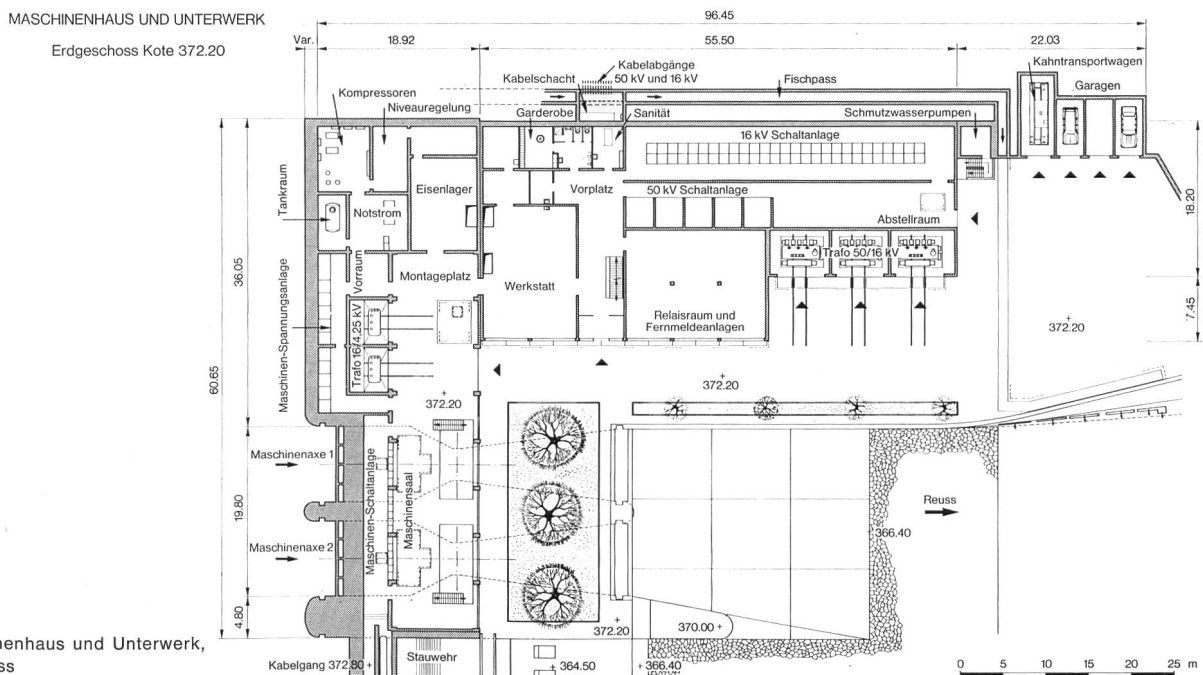 MASCHINENHAUS UND UNTERWERK
Erdgeschoss Kote 372.20
96.45
Var.
18.92
55.50
22.03
Kabelabgänge
50 kV und 16 kV
Kabelschacht
Fischpass
Kahntransportwagen
Garagen
Kompressoren
Niveauregelung
Garderobe
Sanität
Schmutzwasserpumpen
16 kV Schaltanlage
Tankraum
Eisenlager
Vorplatz
50 kV Schaltanlage
Notstrom
Abstellraum
18.20
36.05
Vorraum
Montageplatz
Trafo 50/16 kV
Maschinen-Spannungsanlage
Werkstatt
7.45
Trafo 16/4,25 kV
Relaisraum und
Fernmeldeanlagen
372.20
60.65
372.20
372.20
Maschinenaxe 1
Maschinen-Schaltanlage
Maschinensaal
19.80
Reuss
366.40
Maschinenaxe 2
4.80
372.20
370.00
nenhaus und Unterwerk,
ss
Kabelgang 372.80
Stauwehr
364.50
366.40
0 5 10 15 20 25 m